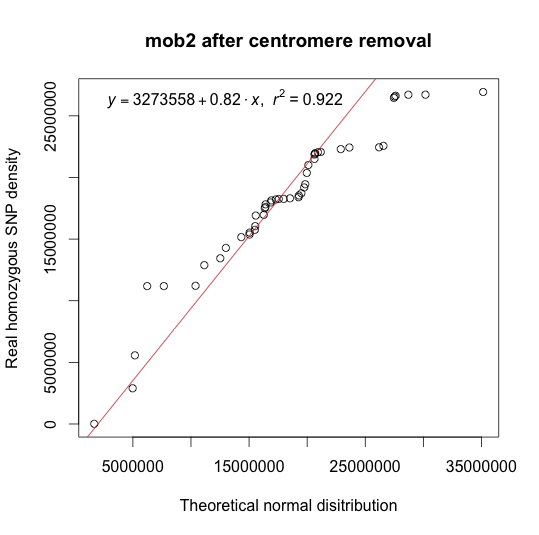 mob2 after centromere removal
y = 3273558 + 0.82 · x, r² = 0.922
Real homozygous SNP density
25000000
15000000
5000000
0
5000000 15000000 25000000 35000000
Theoretical normal disitribution